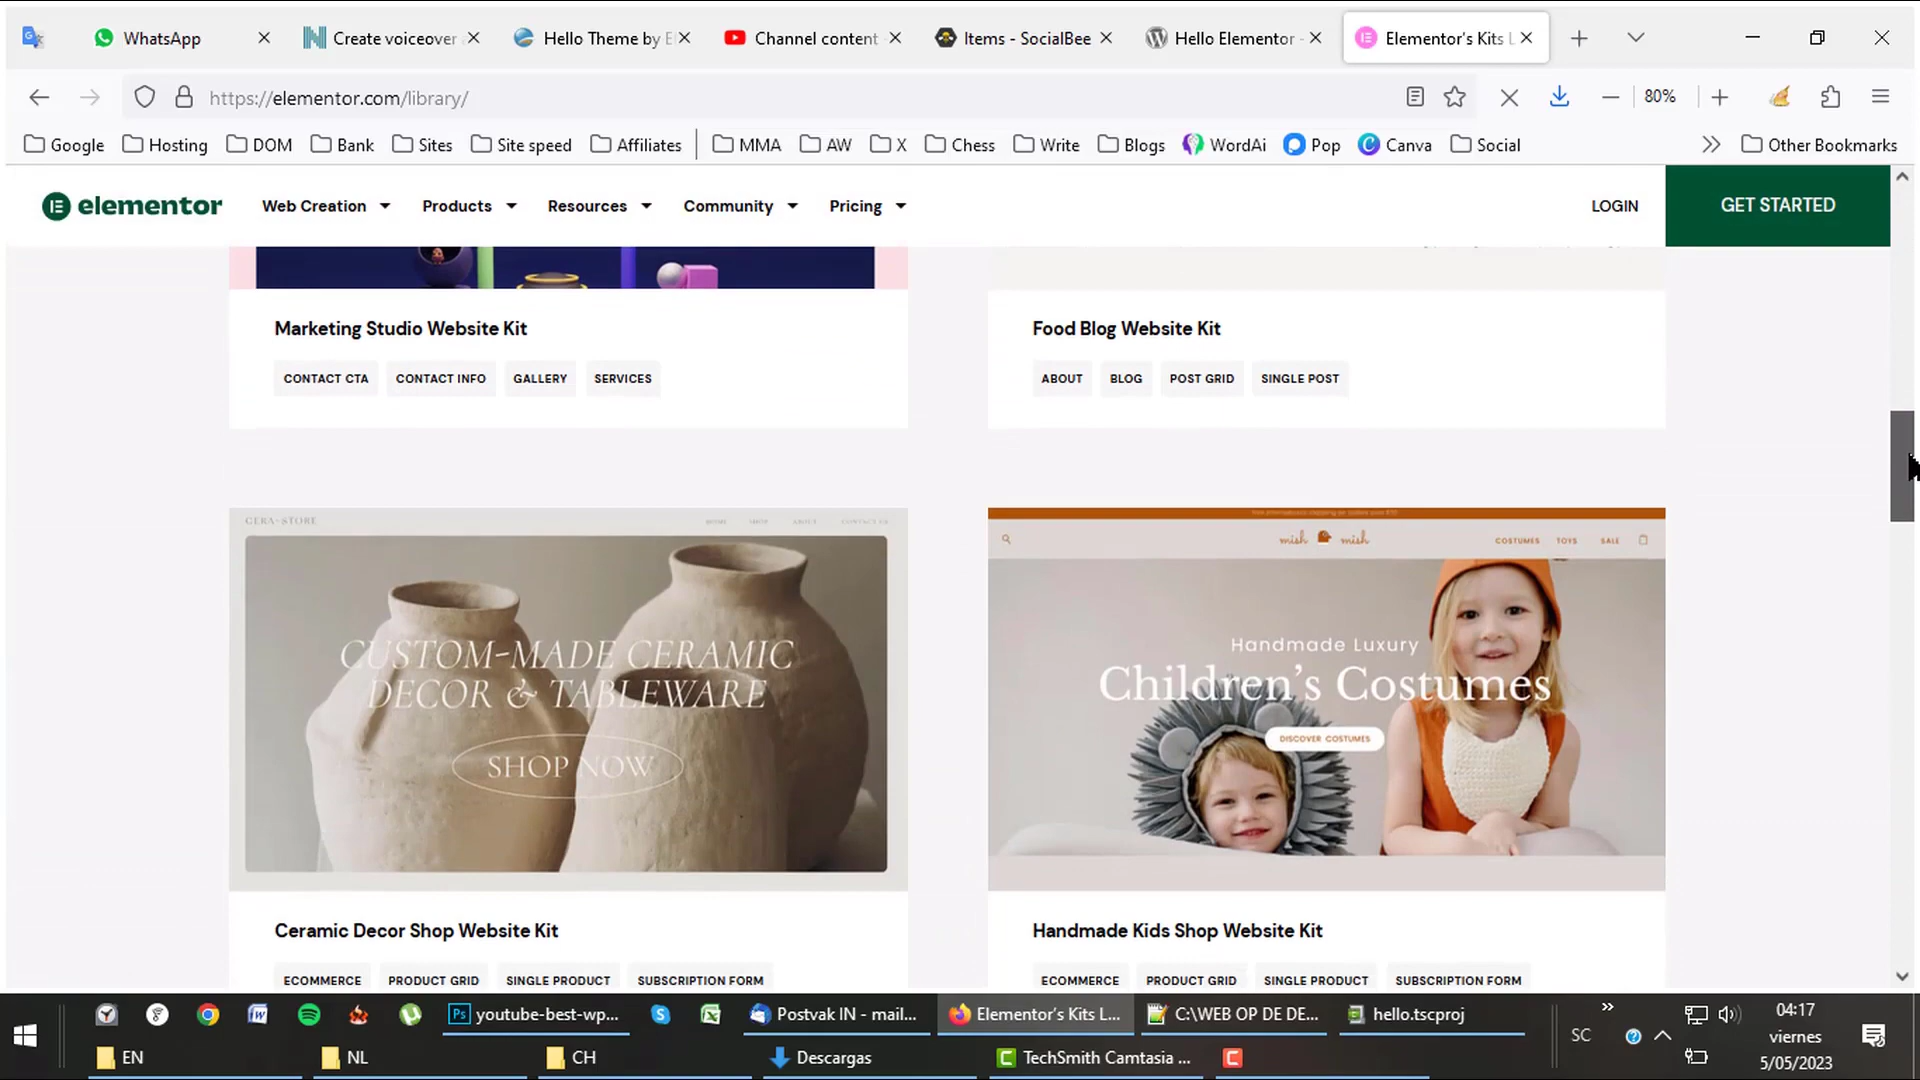 WhatsApp
Create voiceover
Hello Theme by E
Channel content
Items - SocialBee
Hello Elementor -
Elementor's Kits L
https://elementor.com/library/
80%
Google
Hosting
DOM
Bank
Sites
Site speed
Affiliates
MMA
AW
X
Chess
Write
Blogs
WordAi
Pop
Canva
Social
Other Bookmarks
elementor
Web Creation
Products
Resources
Community
Pricing
LOGIN
GET STARTED
Marketing Studio Website Kit
CONTACT CTA
CONTACT INFO
GALLERY
SERVICES
Food Blog Website Kit
ABOUT
BLOG
POST GRID
SINGLE POST
CERA-STORE
HOME
SHOP
ABOUT
CONTACT US
CUSTOM-MADE CERAMIC
DECOR & TABLEWARE
SHOP NOW
mish mish
COSTUMES
TOYS
SALE
Handmade Luxury
Children's Costumes
DISCOVER COSTUMES
Ceramic Decor Shop Website Kit
ECOMMERCE
PRODUCT GRID
SINGLE PRODUCT
SUBSCRIPTION FORM
Handmade Kids Shop Website Kit
ECOMMERCE
PRODUCT GRID
SINGLE PRODUCT
SUBSCRIPTION FORM
youtube-best-wp...
Postvak IN - mail...
Elementor's Kits L...
C:\WEB OP DE DE...
hello.tscproj
EN
NL
CH
Descargas
TechSmith Camtasia ...
SC
04:17
viernes
5/05/2023